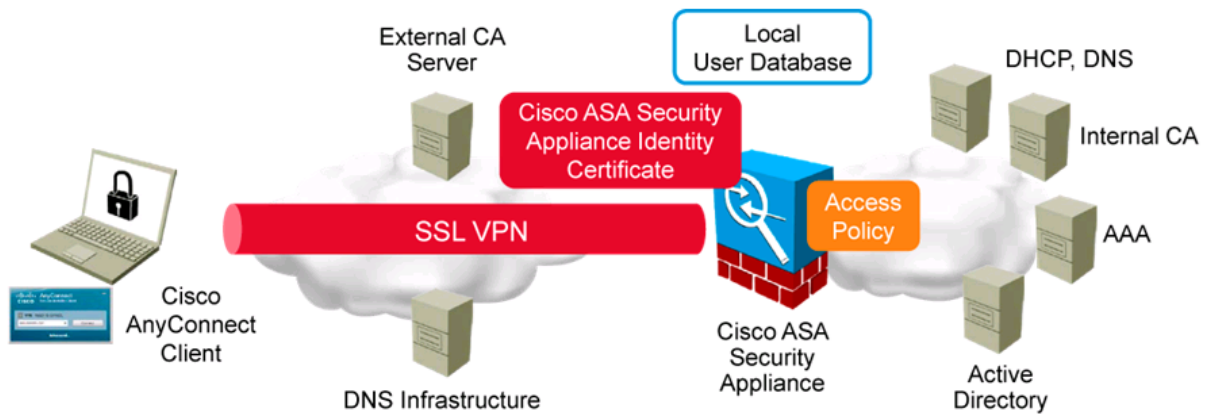 External CA
Server
Local
User Database
DHCP, DNS
Cisco ASA Security
Appliance Identity
Certificate
Internal CA
SSL VPN
Access
Policy
AAA
Cisco
AnyConnect
Client
DNS Infrastructure
Cisco ASA
Security
Appliance
Active
Directory
AnyConnect